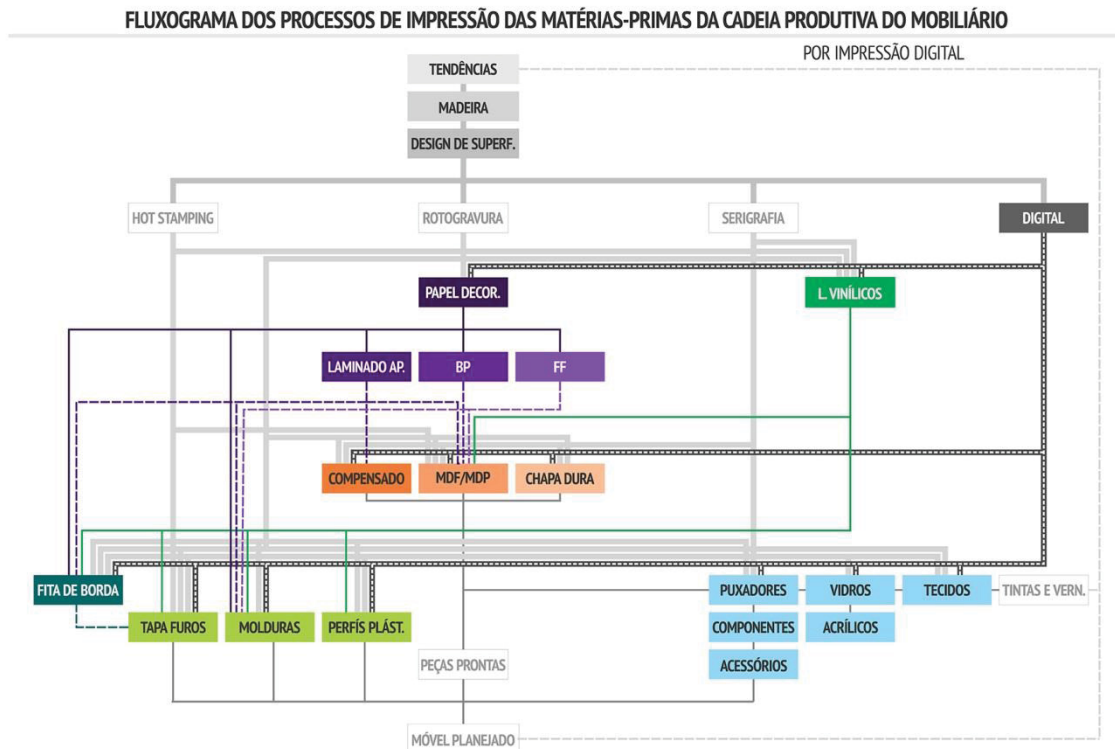 FLUXOGRAMA DOS PROCESSOS DE IMPRESSÃO DAS MATÉRIAS-PRIMAS DA CADEIA PRODUTIVA DO MOBILIÁRIO
POR IMPRESSÃO DIGITAL
TENDÊNCIAS
MADEIRA
DESIGN DE SUPERF.
HOT STAMPING
ROTOGRAVURA
SERIGRAFIA
DIGITAL
PAPEL DECOR.
L. VINÍLICOS
LAMINADO AP.
BP
FF
COMPENSADO
MDF/MDP
CHAPA DURA
FITA DE BORDA
PUXADORES
VIDROS
TECIDOS
TINTAS E VERN.
TAPA FUROS
MOLDURAS
PERFÍS PLÁST.
COMPONENTES
ACRÍLICOS
PEÇAS PRONTAS
ACESSÓRIOS
MÓVEL PLANEJADO